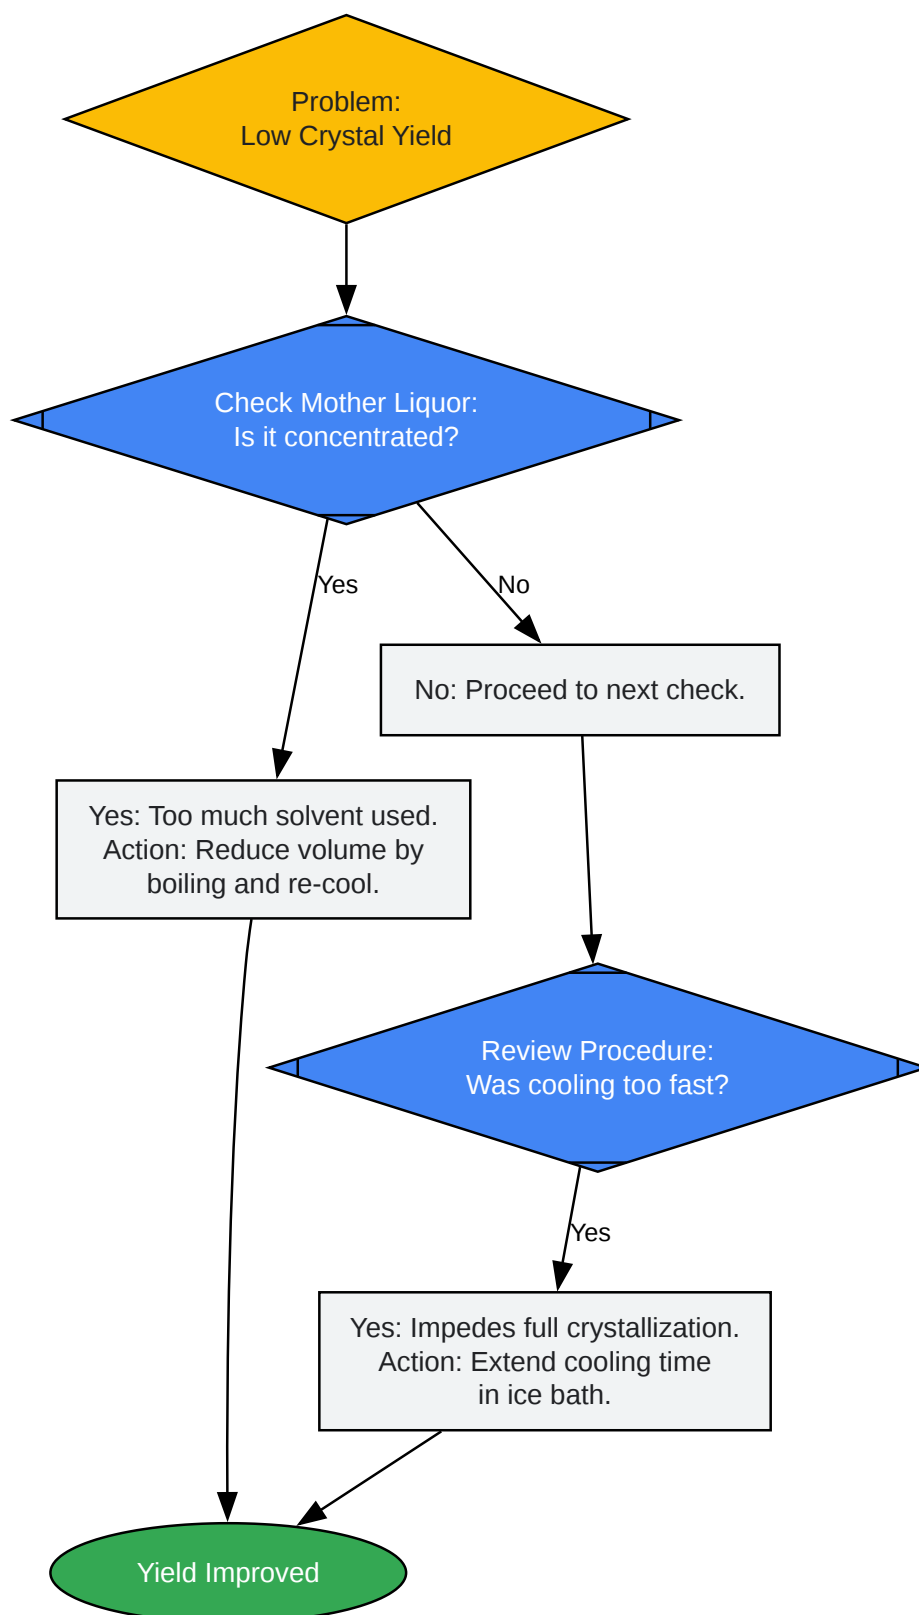 Problem:
Low Crystal Yield
Check Mother Liquor:
Is it concentrated?
Yes
No
No: Proceed to next check.
Yes: Too much solvent used.
Action: Reduce volume by
boiling and re-cool.
Review Procedure:
Was cooling too fast?
Yes
Yes: Impedes full crystallization.
Action: Extend cooling time
in ice bath.
Yield Improved